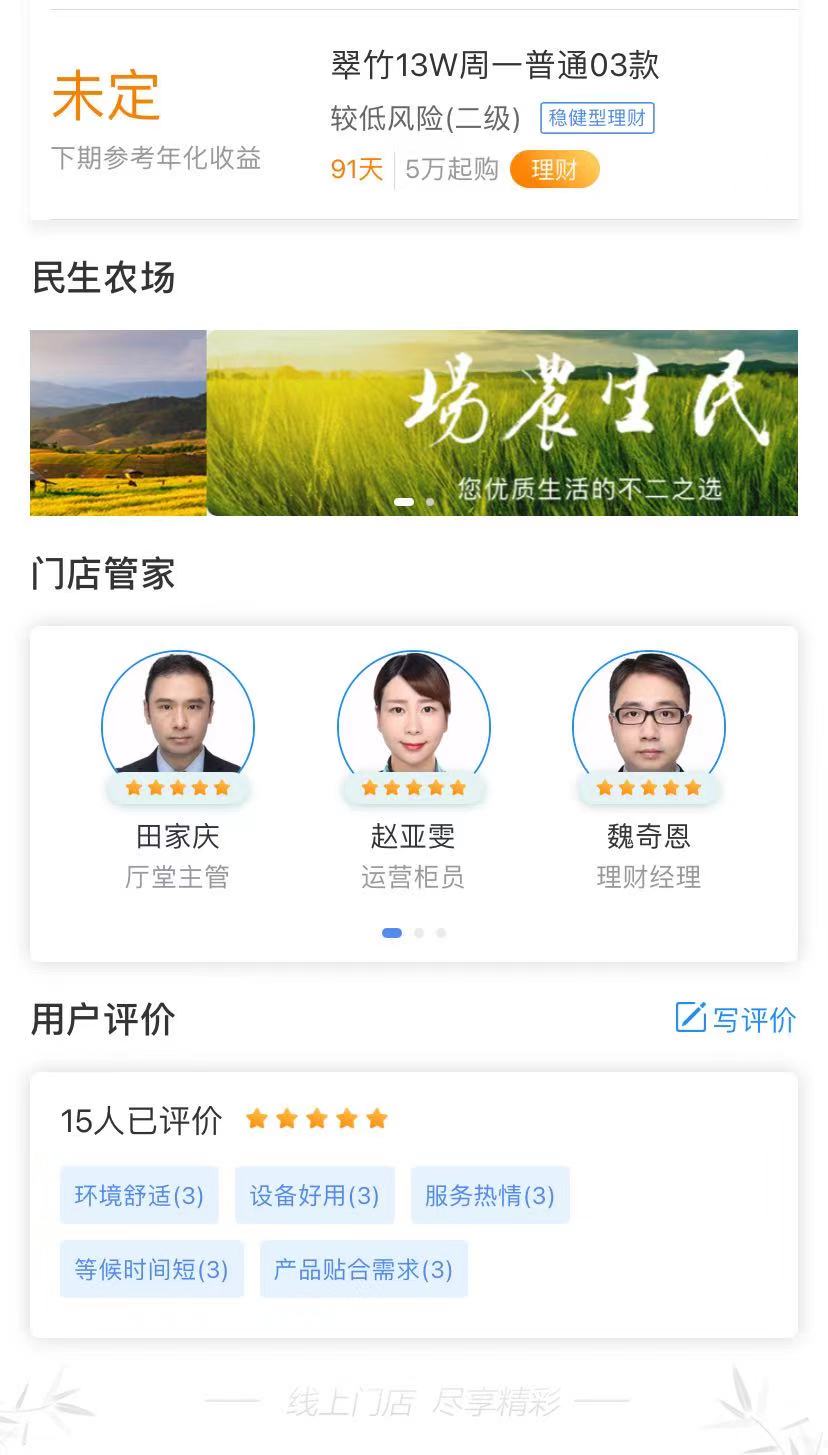 未定
下期参考年化收益
翠竹13W周一普通03款
较低风险(二级) 稳健型理财
91天 5万起购 理财
民生农场
場農生民
您优质生活的不二之选
门店管家
田家庆 赵亚雯 魏奇恩
厅堂主管 运营柜员 理财经理
用户评价 写评价
15人已评价
环境舒适(3) 设备好用(3) 服务热情(3)
等候时间短(3) 产品贴合需求(3)
线上门店 尽享精彩